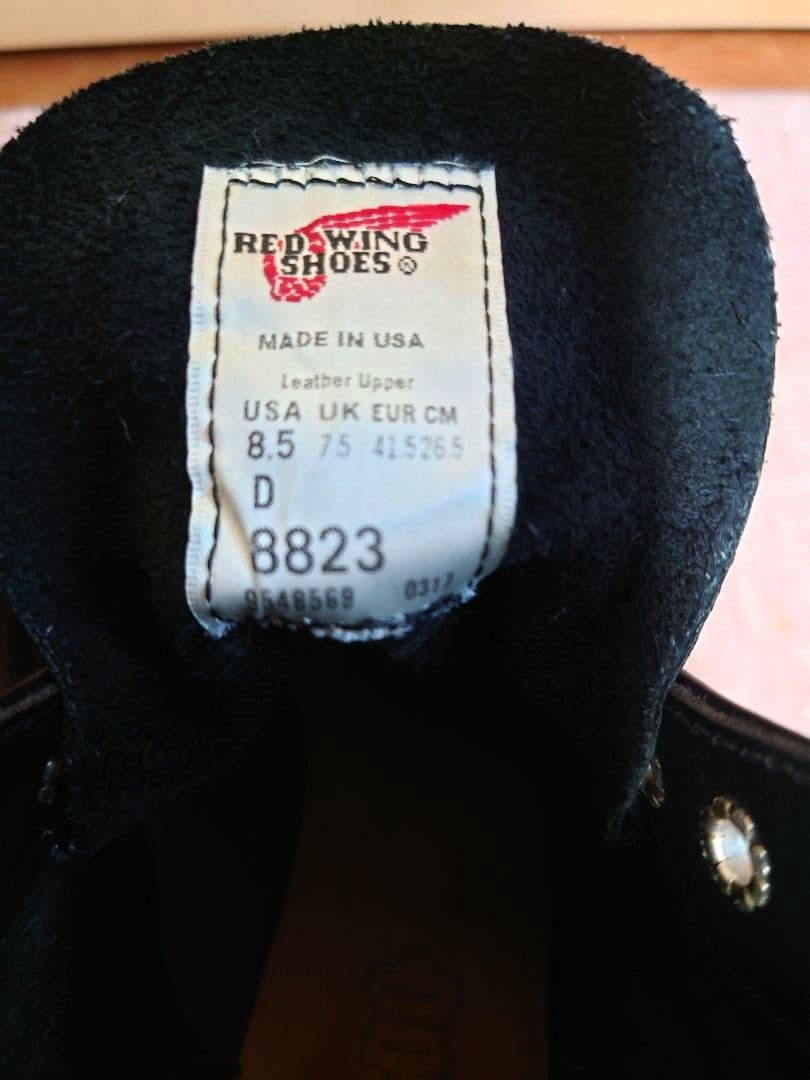 RED WING
SHOES ®
MADE IN USA
Leather Upper
USA UK EUR CM
8.5 7.5 41.5 26.5
D
8823
9548569 0317